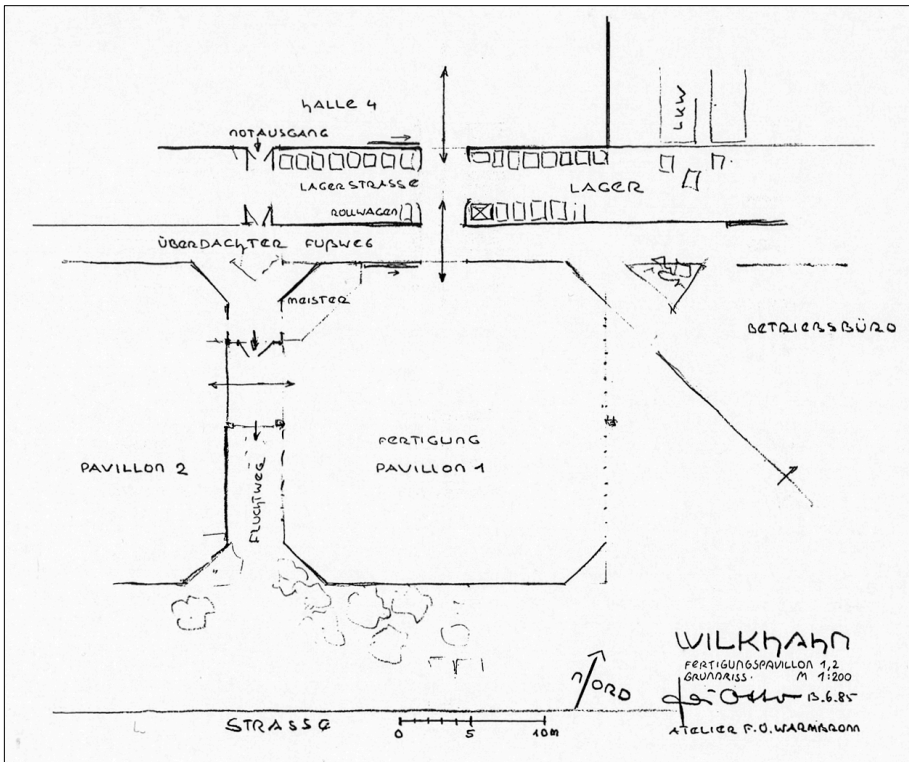 HALLE 4
NOTAUSGANG
LKW
LAGERSTRASSE
LAGER
ROLLWAGEN
ÜBERDACHTER FUßWEG
MEISTER
BETRIEBSBÜRO
FERTIGUNG
PAVILLON 1
PAVILLON 2
FLUCHTWEG
NORD
WILKHAHN
FERTIGUNGSPAVILLON 1,2
GRUNDRISS. M 1:200
Otto 13.6.85
ATELIER F.O. WARMBRONN
STRASSE
0 5 10m